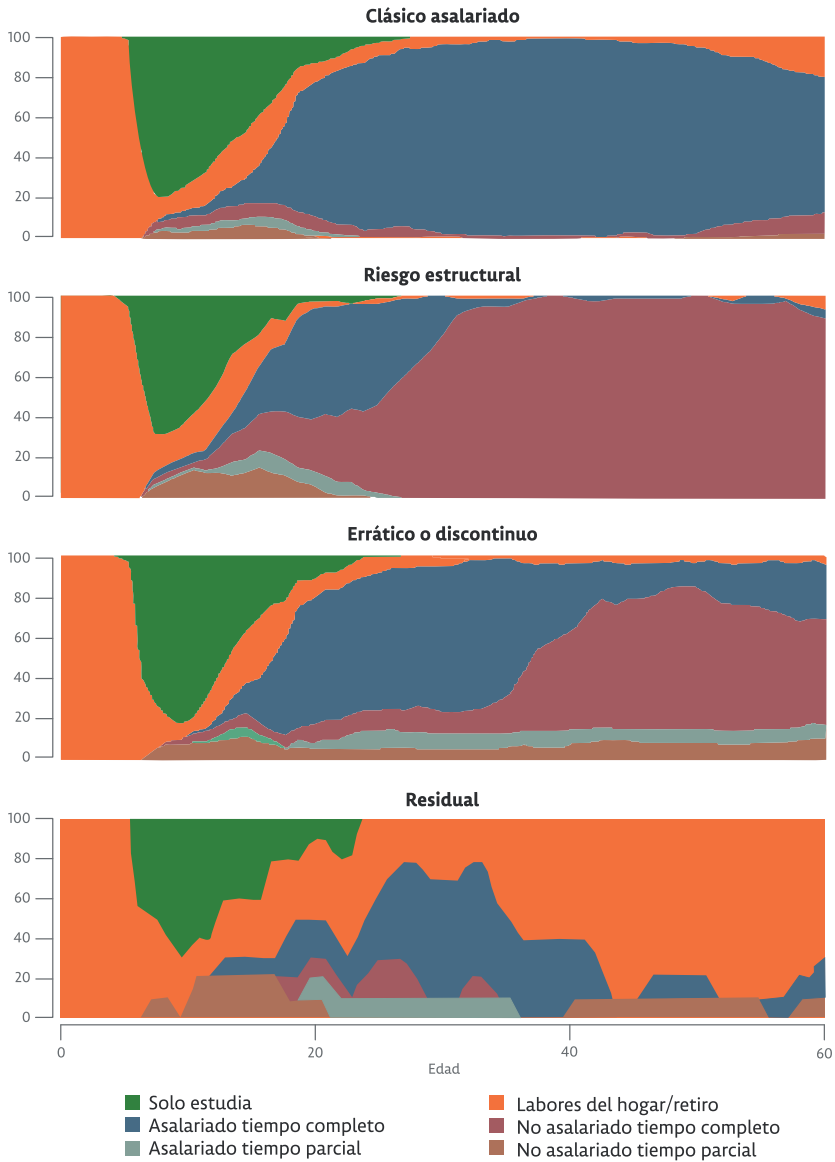 Clásico asalariado
100
80
60
40
20
0
Riesgo estructural
100
80
60
40
20
0
Errático o discontinuo
100
80
60
40
20
0
Residual
100
80
60
40
20
0
0 20 40 60
Edad
Solo estudia
Asalariado tiempo completo
Asalariado tiempo parcial
Labores del hogar/retiro
No asalariado tiempo completo
No asalariado tiempo parcial